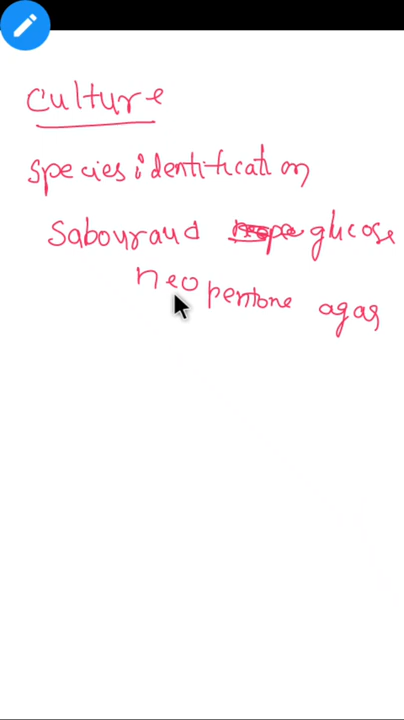 Culture
Species identification
Sabouraud glucose
neo pentone agar